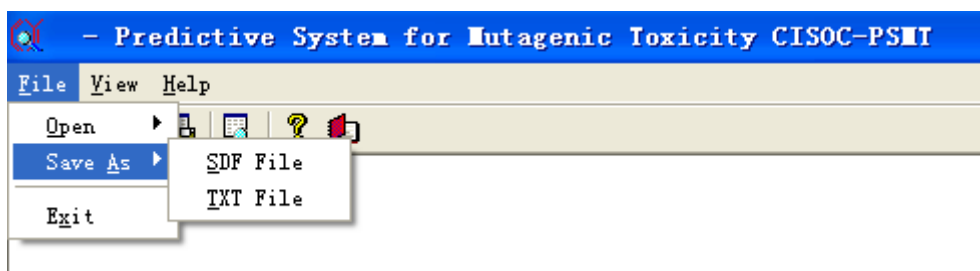 - Predictive System for Mutagenic Toxicity CISOC-PSMT
File View Help
Open
Save As
SDF File
TXT File
Exit